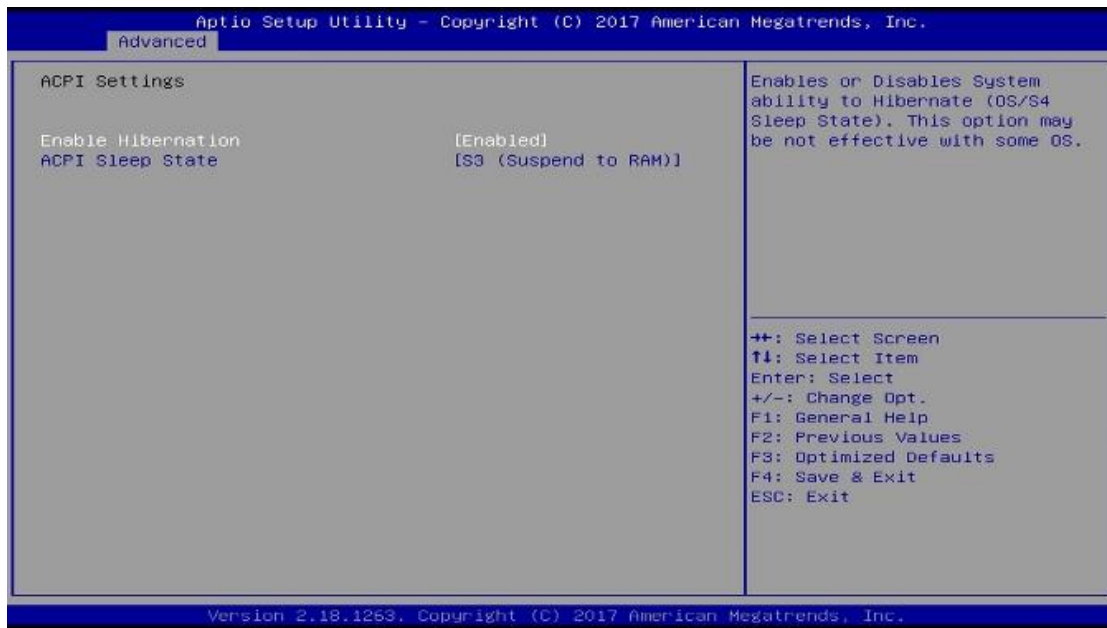 Aptio Setup Utility - Copyright (C) 2017 American Megatrends, Inc.
Advanced
ACPI Settings
Enable Hibernation [Enabled]
ACPI Sleep State [S3 (Suspend to RAM)]
Enables or Disables System
ability to Hibernate (OS/S4
Sleep State). This option may
be not effective with some OS.
→←: Select Screen
↑↓: Select Item
Enter: Select
+/-: Change Opt.
F1: General Help
F2: Previous Values
F3: Optimized Defaults
F4: Save & Exit
ESC: Exit
Version 2.18.1263. Copyright (C) 2017 American Megatrends, Inc.